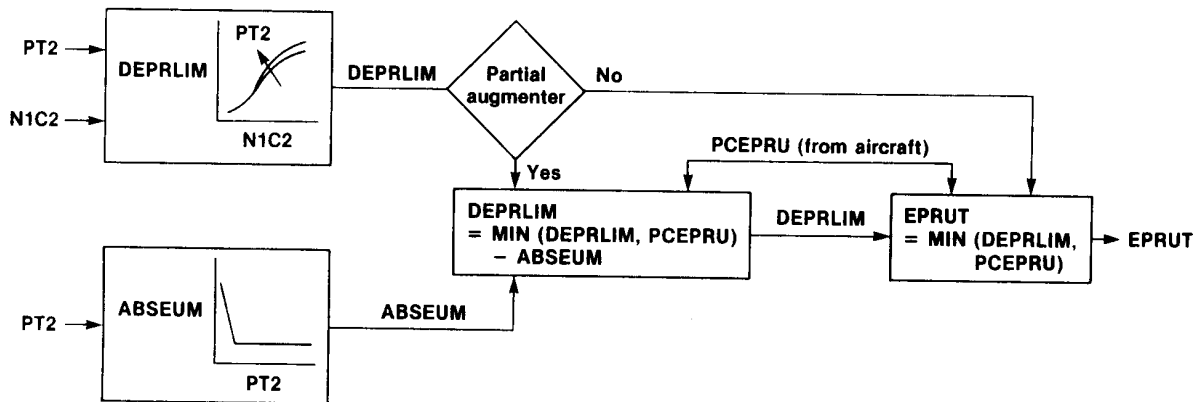 PT2
N1C2
DEPRLIM
PT2
N1C2
DEPRLIM
Partial
augmenter
No
Yes
PCEPRU (from aircraft)
DEPRLIM
= MIN (DEPRLIM, PCEPRU)
– ABSEUM
DEPRLIM
EPRUT
= MIN (DEPRLIM,
PCEPRU)
EPRUT
PT2
ABSEUM
PT2
ABSEUM